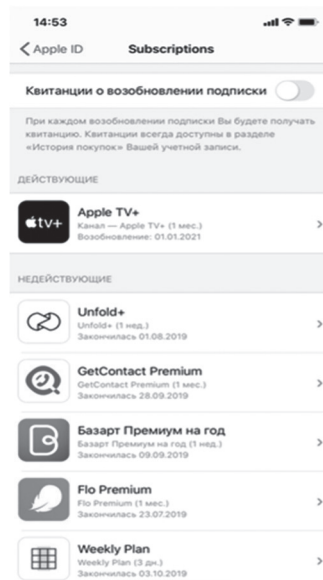 14:53
Apple ID
Subscriptions
Квитанции о возобновлении подписки
При каждом возобновлении подписки Вы будете получать
квитанцию. Квитанции всегда доступны в разделе
«История покупок» Вашей учетной записи.
ДЕЙСТВУЮЩИЕ
tv+
Apple TV+
Канал — Apple TV+ (1 мес.)
Возобновление: 01.01.2021
НЕДЕЙСТВУЮЩИЕ
Unfold+
Unfold+ (1 нед.)
Закончилась 01.08.2019
GetContact Premium
GetContact Premium (1 мес.)
Закончилась 28.09.2019
Базарт Премиум на год
Базарт Премиум на год (1 нед.)
Закончилась 09.09.2019
Flo Premium
Flo Premium (1 мес.)
Закончилась 23.07.2019
Weekly Plan
Weekly Plan (3 дн.)
Закончилась 03.10.2019